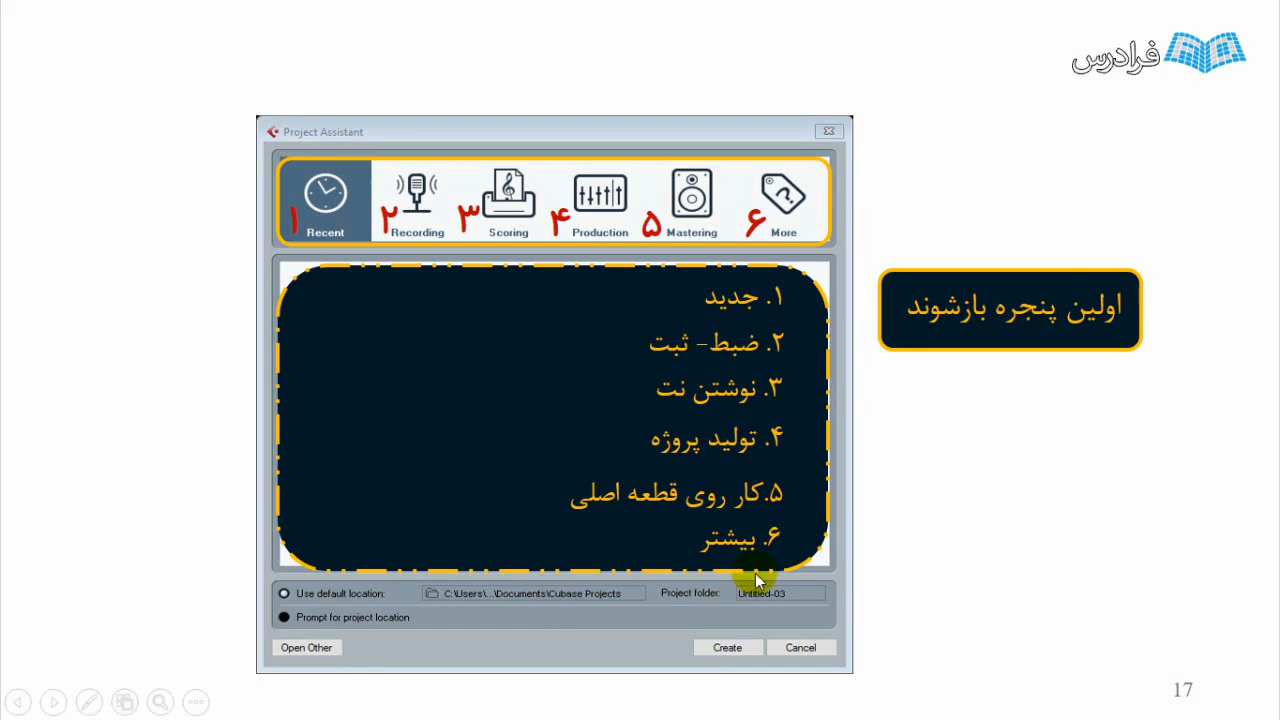 فرادرس
Project Assistant
۱ ۲ ۳ ۴ ۵ ۶
Recent Recording Scoring Production Mastering More
اولین پنجره بازشوند
۱. جدید
۲. ضبط- ثبت
۳. نوشتن نت
۴. تولید پروژه
۵.کار روی قطعه اصلی
۶. بیشتر
Use default location: C:\Users\...\Documents\Cubase Projects Project folder: Untitled-03
Prompt for project location
Open Other Create Cancel
17